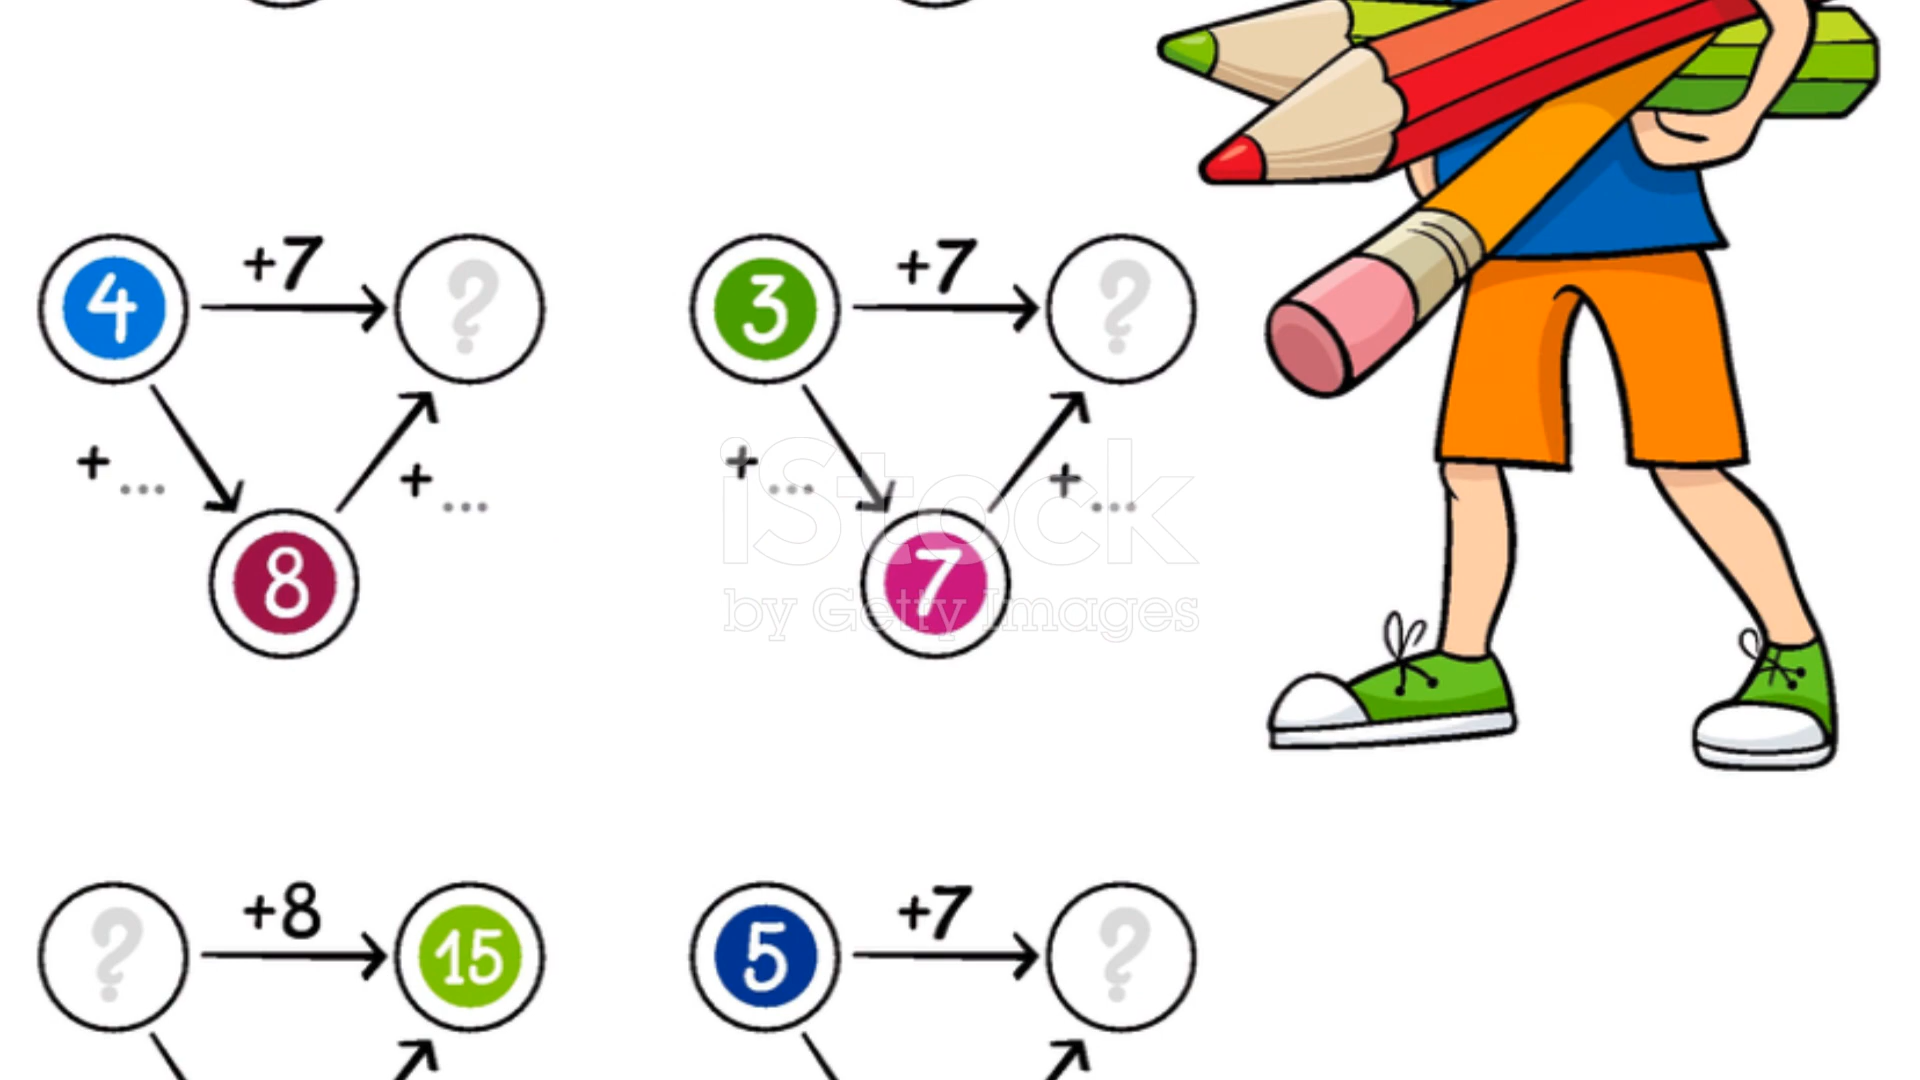 4 +7 ? 3 +7 ?
+ ... + ... + ... + ...
8 7
iStock
by Getty Images
? +8 15 5 +7 ?